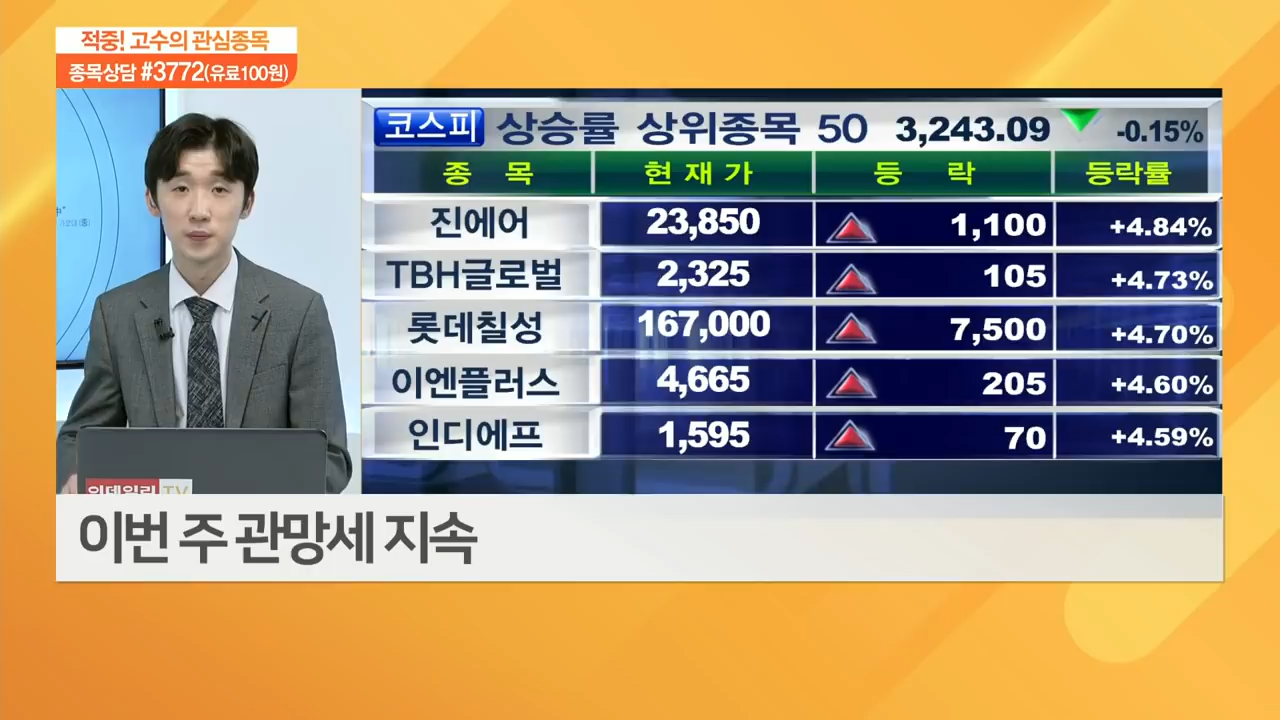 적중! 고수의 관심종목
종목상담 #3772(유료100원)
코스피 상승률 상위종목 50 3,243.09 -0.15%
종 목 현 재 가 등 락 등락률
진에어 23,850 1,100 +4.84%
TBH글로벌 2,325 105 +4.73%
롯데칠성 167,000 7,500 +4.70%
이엔플러스 4,665 205 +4.60%
인디에프 1,595 70 +4.59%
이데일리 TV
이번 주 관망세 지속